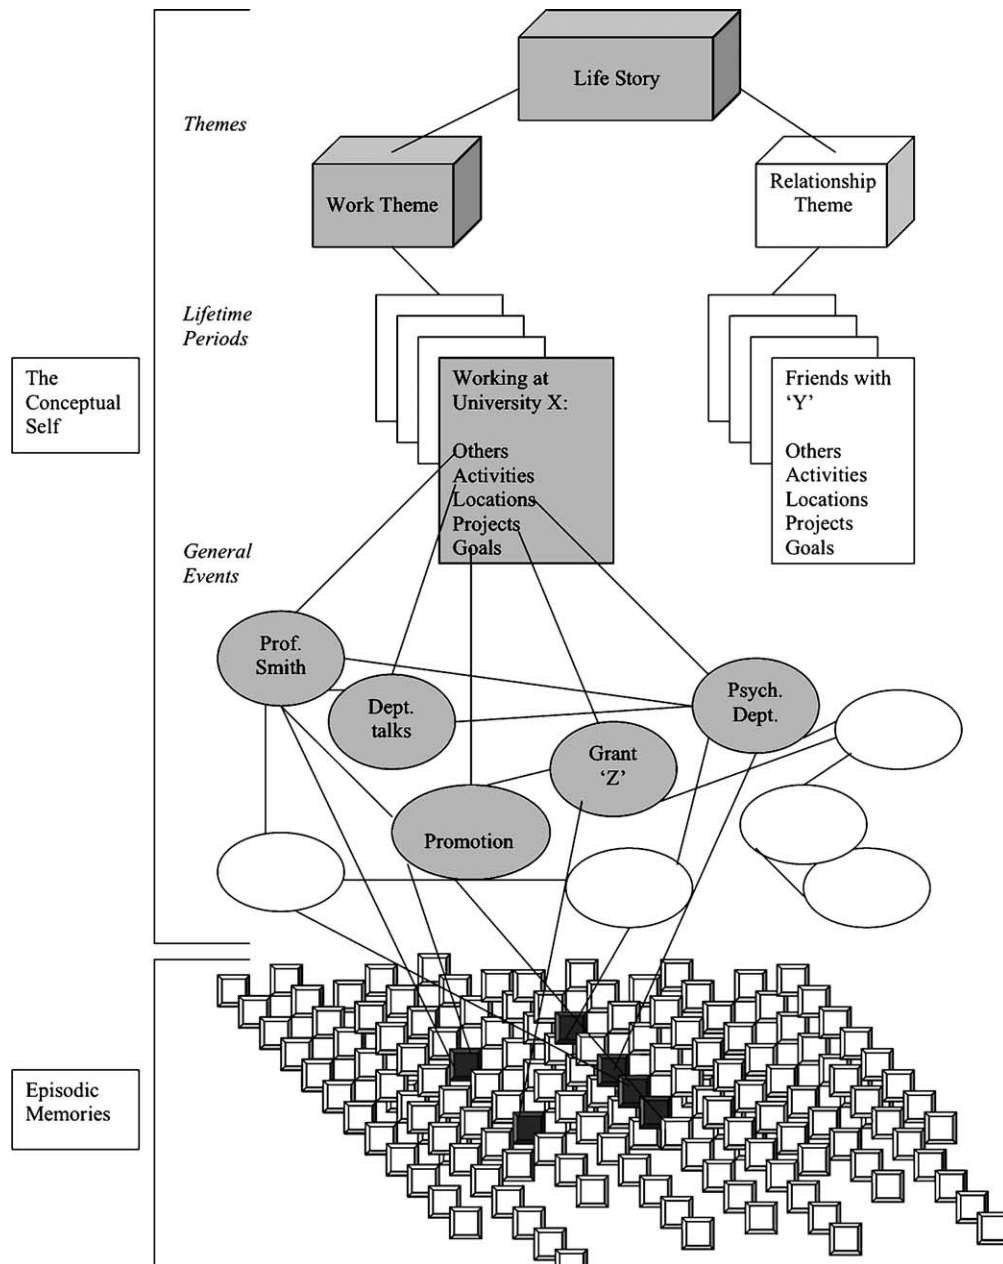 Life Story
Themes
Work Theme
Relationship
Theme
Lifetime
Periods
The
Conceptual
Self
Working at
University X:
Others
Activities
Locations
Projects
Goals
Friends with
‘Y’
Others
Activities
Locations
Projects
Goals
General
Events
Prof.
Smith
Dept.
talks
Psych.
Dept.
Grant
‘Z’
Promotion
Episodic
Memories